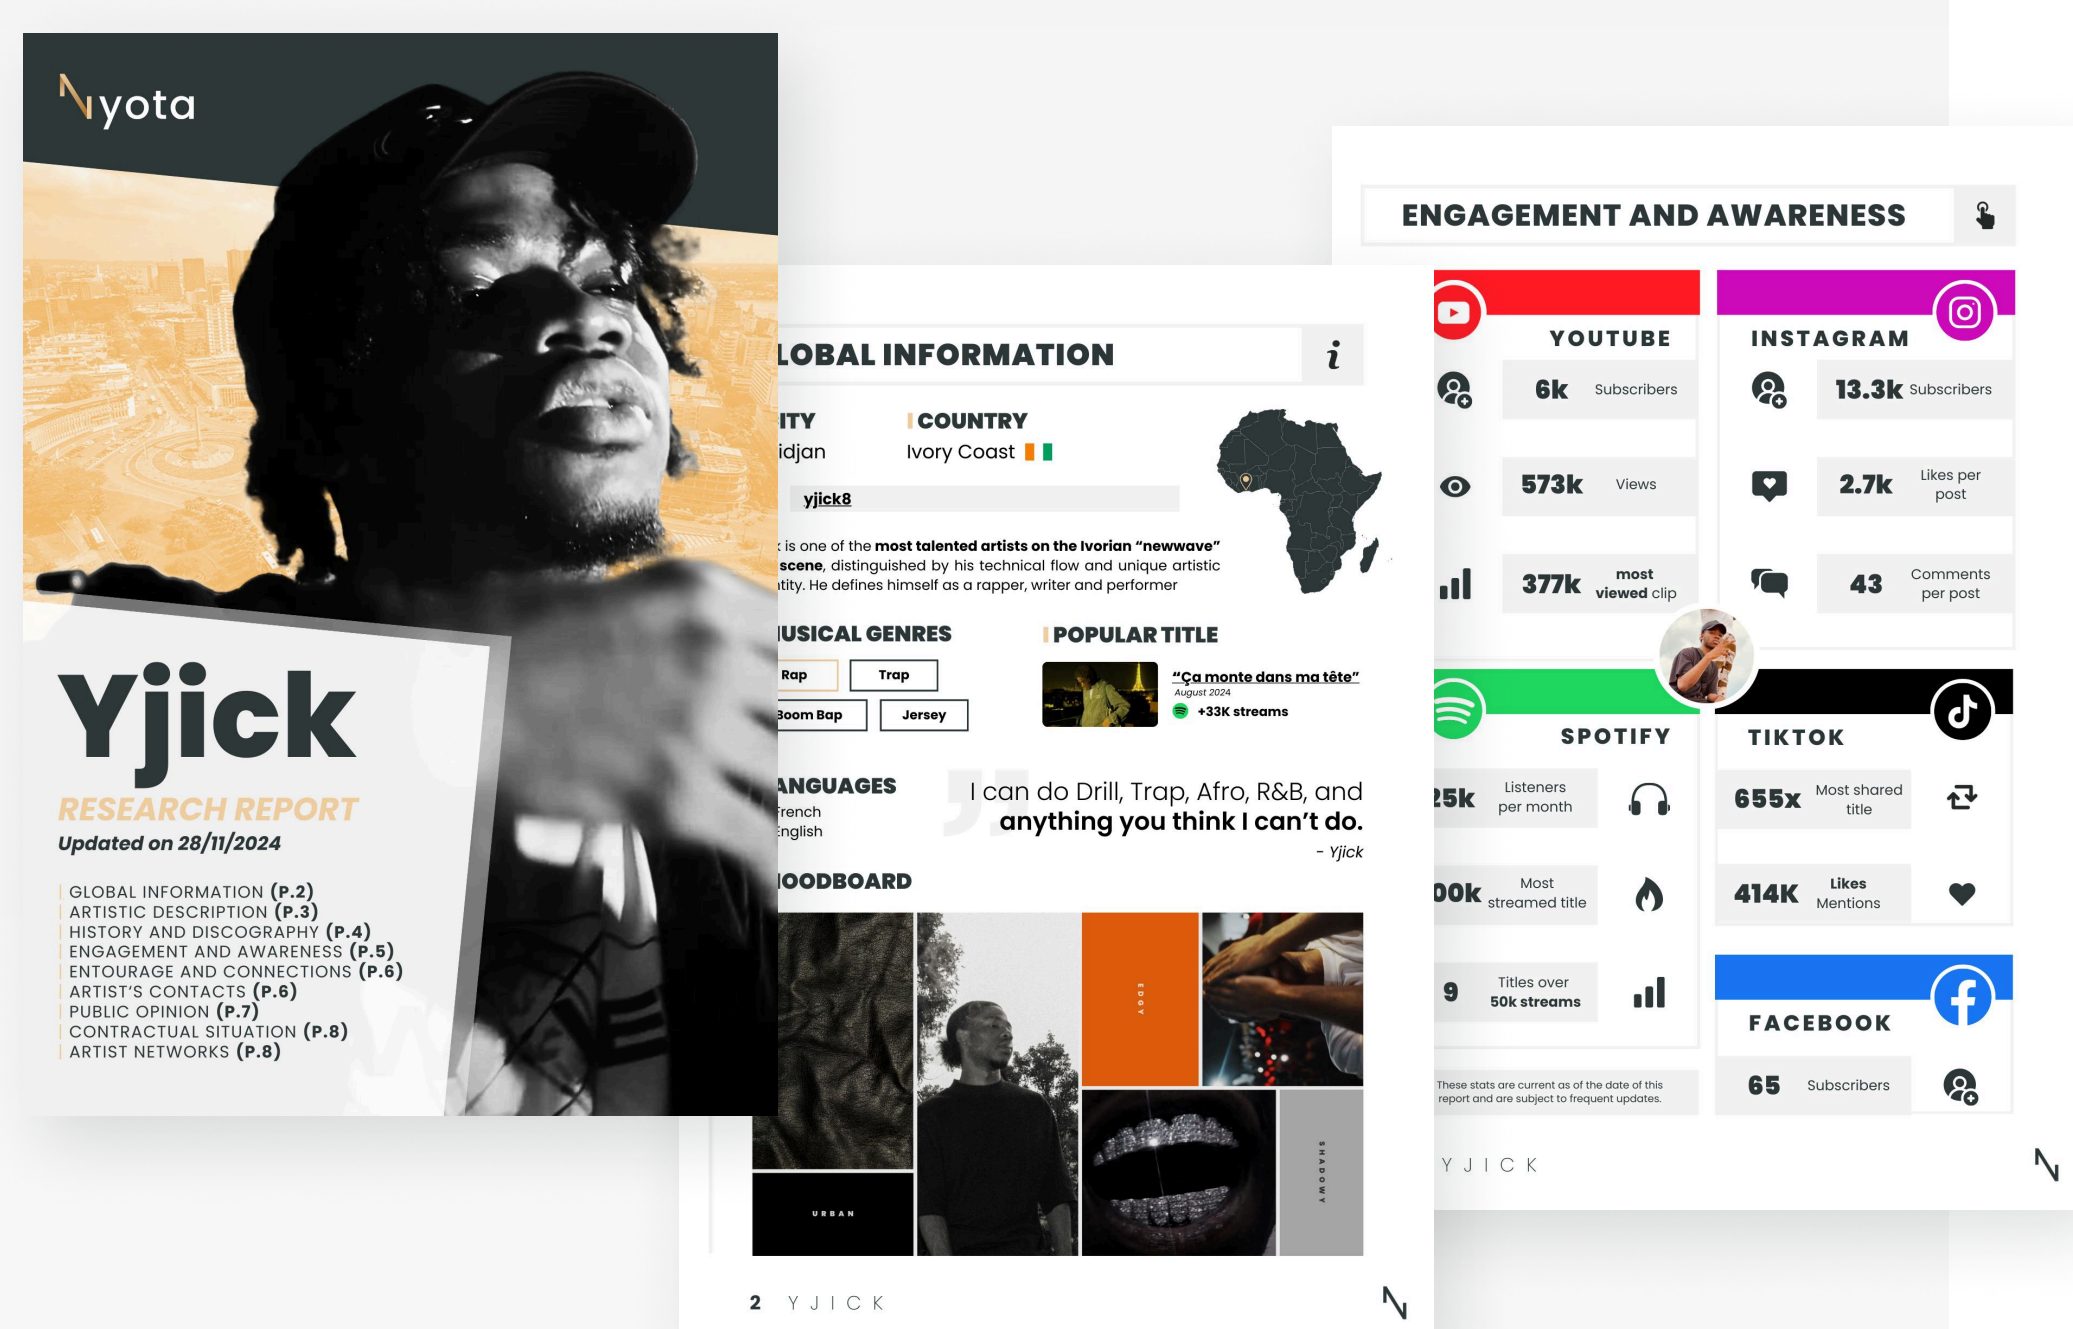 Nyota
Yjick
RESEARCH REPORT
Updated on 28/11/2024
GLOBAL INFORMATION (P.2)
ARTISTIC DESCRIPTION (P.3)
HISTORY AND DISCOGRAPHY (P.4)
ENGAGEMENT AND AWARENESS (P.5)
ENTOURAGE AND CONNECTIONS (P.6)
ARTIST'S CONTACTS (P.6)
PUBLIC OPINION (P.7)
CONTRACTUAL SITUATION (P.8)
ARTIST NETWORKS (P.8)
LOBAL INFORMATION
i
ITY
idjan
COUNTRY
Ivory Coast
yjick8
is one of the most talented artists on the Ivorian “newwave”
scene, distinguished by his technical flow and unique artistic
tity. He defines himself as a rapper, writer and performer
USICAL GENRES
Rap
Trap
Boom Bap
Jersey
POPULAR TITLE
“Ça monte dans ma tête”
August 2024
+33K streams
ANGUAGES
French
English
I can do Drill, Trap, Afro, R&B, and
anything you think I can't do.
- Yjick
OODBOARD
EDGY
URBAN
SHADOWY
2 YJICK
N
ENGAGEMENT AND AWARENESS
YOUTUBE
6k Subscribers
573k Views
377k most
viewed clip
INSTAGRAM
13.3k Subscribers
2.7k Likes per
post
43 Comments
per post
SPOTIFY
25k Listeners
per month
00k Most
streamed title
9 Titles over
50k streams
These stats are current as of the date of this
report and are subject to frequent updates.
TIKTOK
655x Most shared
title
414K Likes
Mentions
FACEBOOK
65 Subscribers
YJICK
N